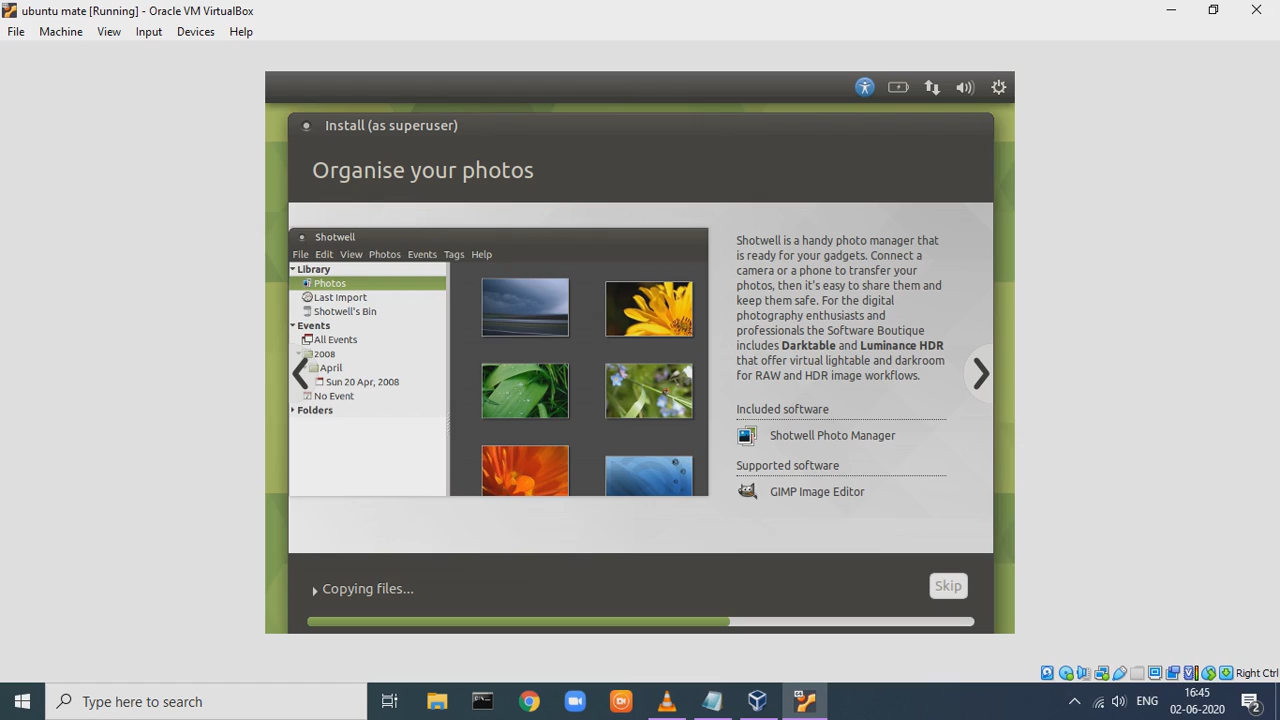 ubuntu mate [Running] - Oracle VM VirtualBox
File Machine View Input Devices Help
Install (as superuser)
Organise your photos
Shotwell
File Edit View Photos Events Tags Help
Library
Photos
Last Import
Shotwell's Bin
Events
All Events
2008
April
Sun 20 Apr, 2008
No Event
Folders
Shotwell is a handy photo manager that
is ready for your gadgets. Connect a
camera or a phone to transfer your
photos, then it's easy to share them and
keep them safe. For the digital
photography enthusiasts and
professionals the Software Boutique
includes Darktable and Luminance HDR
that offer virtual lightable and darkroom
for RAW and HDR image workflows.
Included software
Shotwell Photo Manager
Supported software
GIMP Image Editor
Copying files...
Skip
Right Ctrl
Type here to search
ENG
16:45
02-06-2020
2